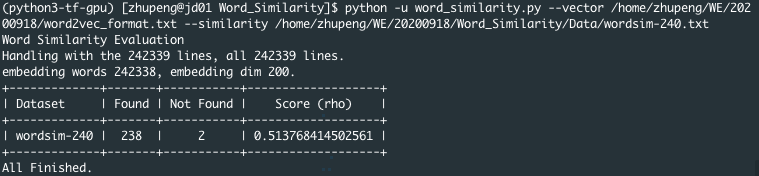 (python3-tf-gpu) [zhupeng@jd01 Word_Similarity]$ python -u word_similarity.py --vector /home/zhupeng/WE/202
00918/word2vec_format.txt --similarity /home/zhupeng/WE/20200918/Word_Similarity/Data/wordsim-240.txt
Word Similarity Evaluation
Handling with the 242339 lines, all 242339 lines.
embedding words 242338, embedding dim 200.
+-------------+-------+-----------+-------------------+
| Dataset | Found | Not Found | Score (rho) |
+-------------+-------+-----------+-------------------+
| wordsim-240 | 238 | 2 | 0.513768414502561 |
+-------------+-------+-----------+-------------------+
All Finished.